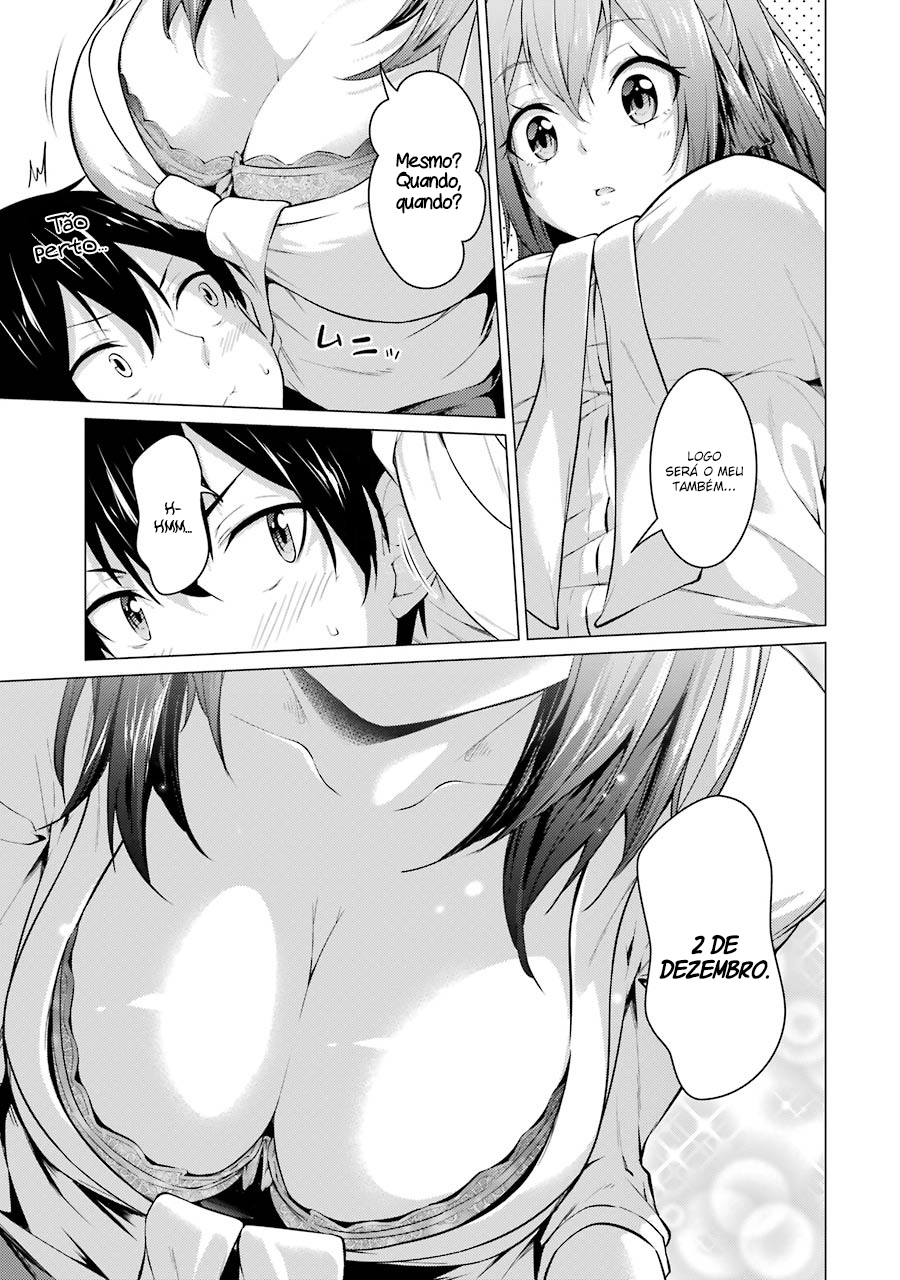 LOGO
SERÁ O MEU
TAMBÉM...
Mesmo?
Quando,
quando?
Tão
perto...
ムニッ
H-
HMM...
2 DE
DEZEMBRO.